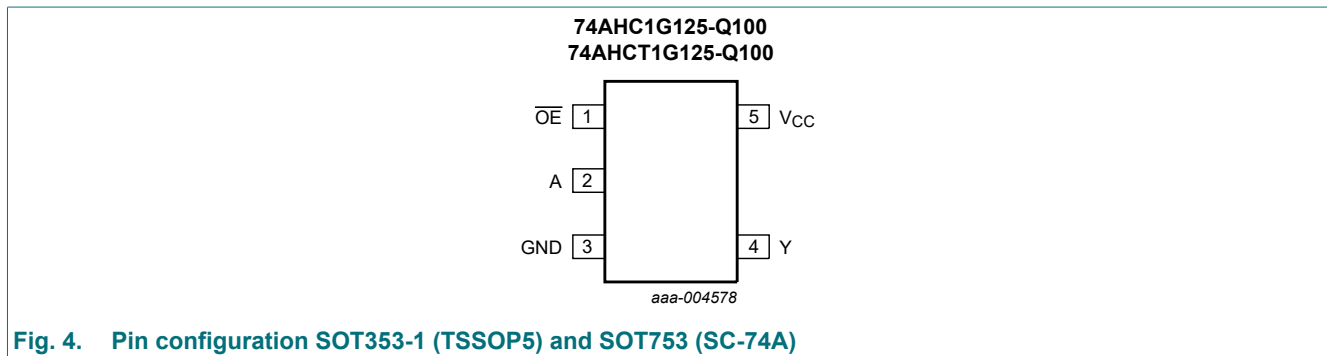 74AHC1G125-Q100
74AHCT1G125-Q100
OE 1 5 VCC
A 2
GND 3 4 Y
aaa-004578
Fig. 4. Pin configuration SOT353-1 (TSSOP5) and SOT753 (SC-74A)